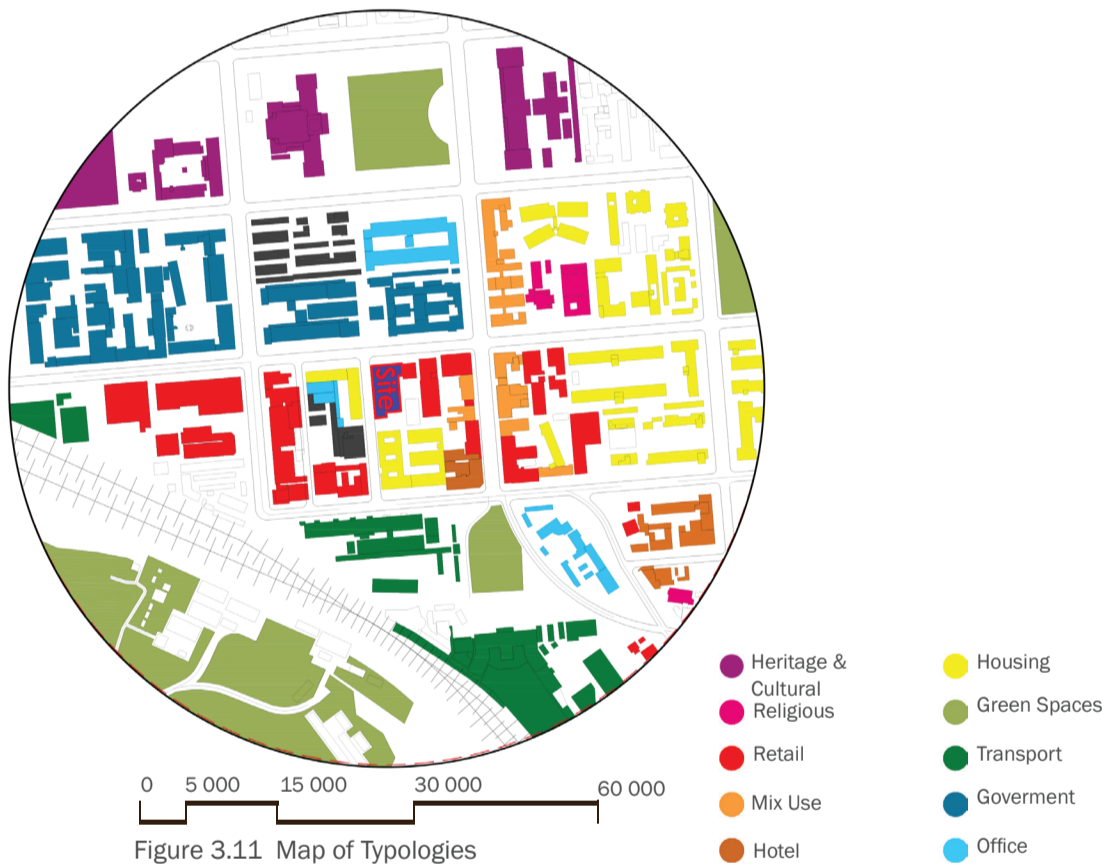 Site
Heritage &
Cultural
Religious
Retail
Mix Use
Hotel
Housing
Green Spaces
Transport
Goverment
Office
0 5 000 15 000 30 000 60 000
Figure 3.11 Map of Typologies